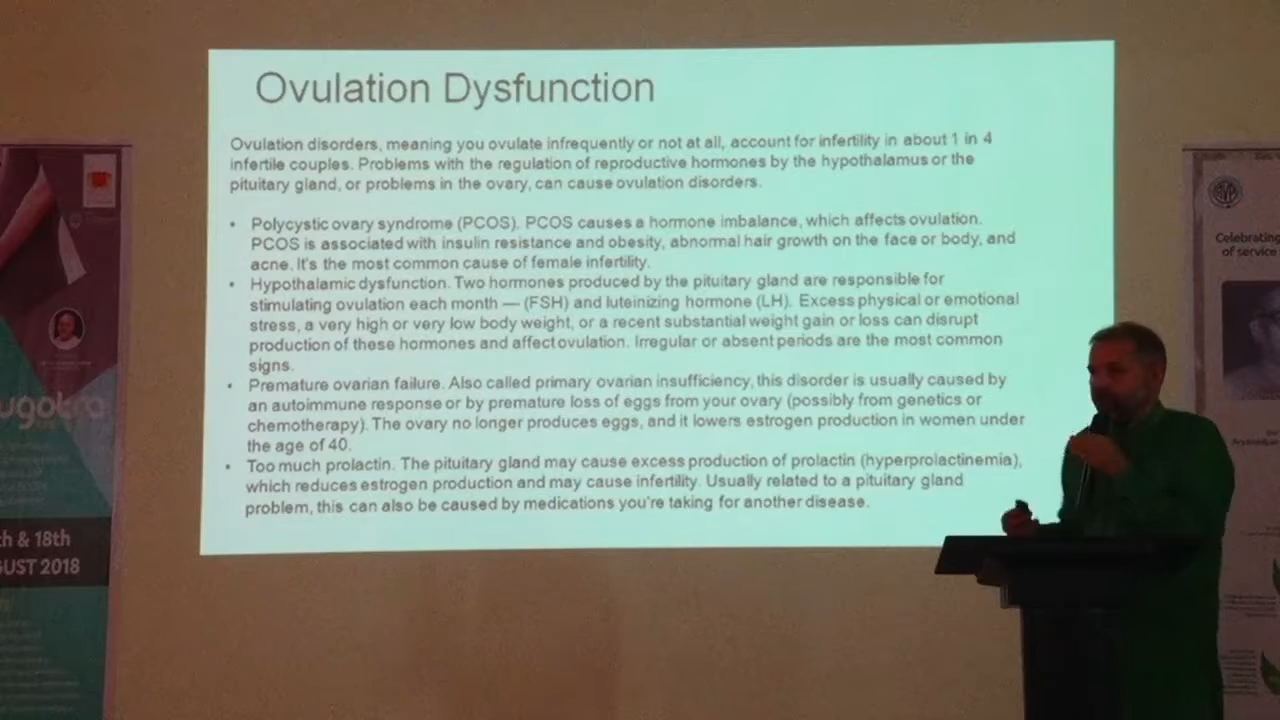 Ovulation Dysfunction
Ovulation disorders, meaning you ovulate infrequently or not at all, account for infertility in about 1 in 4
infertile couples. Problems with the regulation of reproductive hormones by the hypothalamus or the
pituitary gland, or problems in the ovary, can cause ovulation disorders.
• Polycystic ovary syndrome (PCOS). PCOS causes a hormone imbalance, which affects ovulation.
PCOS is associated with insulin resistance and obesity, abnormal hair growth on the face or body, and
acne. It's the most common cause of female infertility.
• Hypothalamic dysfunction. Two hormones produced by the pituitary gland are responsible for
stimulating ovulation each month — (FSH) and luteinizing hormone (LH). Excess physical or emotional
stress, a very high or very low body weight, or a recent substantial weight gain or loss can disrupt
production of these hormones and affect ovulation. Irregular or absent periods are the most common
signs.
• Premature ovarian failure. Also called primary ovarian insufficiency, this disorder is usually caused by
an autoimmune response or by premature loss of eggs from your ovary (possibly from genetics or
chemotherapy). The ovary no longer produces eggs, and it lowers estrogen production in women under
the age of 40.
• Too much prolactin. The pituitary gland may cause excess production of prolactin (hyperprolactinemia),
which reduces estrogen production and may cause infertility. Usually related to a pituitary gland
problem, this can also be caused by medications you're taking for another disease.
th & 18th
GUST 2018
Celebrating
of service